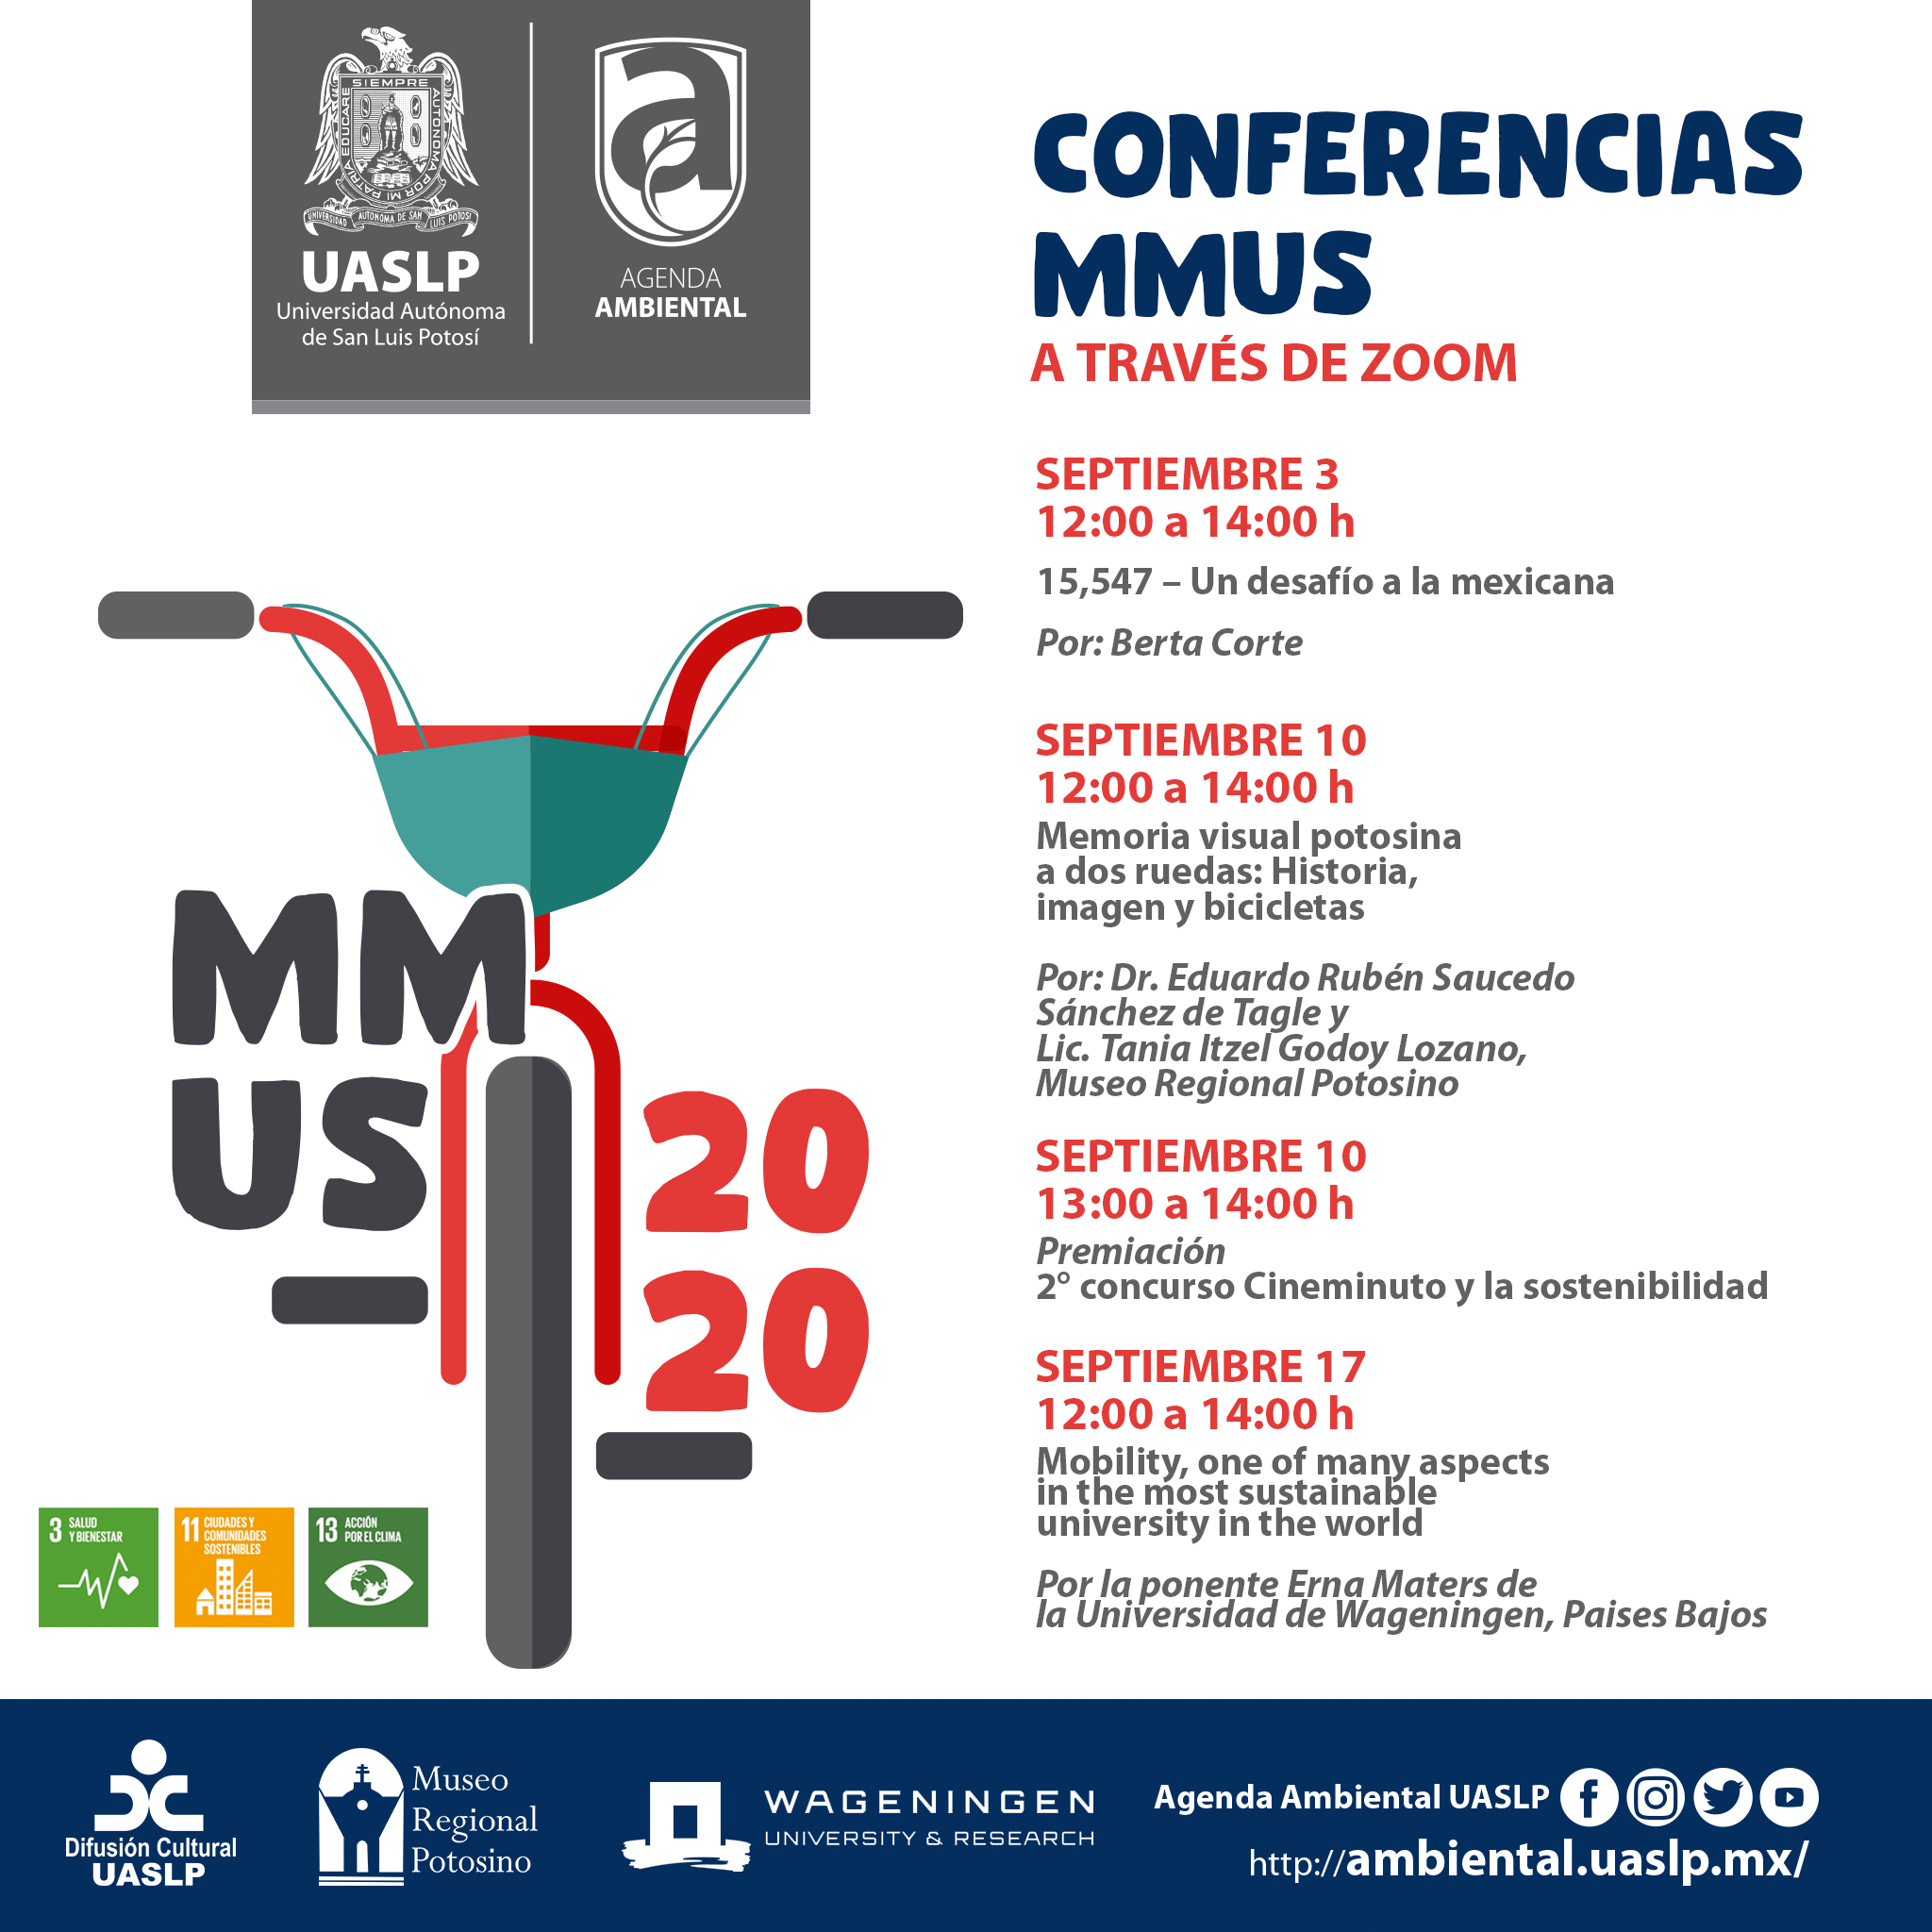 SIEMPRE
EDUCARE
AUTONOMA
POR MI PATRIA
UNIVERSIDAD AUTONOMA DE SAN LUIS POTOSI
UASLP
Universidad Autónoma
de San Luis Potosí
AGENDA
AMBIENTAL
CONFERENCIAS
MMUS
A TRAVÉS DE ZOOM
SEPTIEMBRE 3
12:00 a 14:00 h
15,547 – Un desafío a la mexicana
Por: Berta Corte
SEPTIEMBRE 10
12:00 a 14:00 h
Memoria visual potosina
a dos ruedas: Historia,
imagen y bicicletas
Por: Dr. Eduardo Rubén Saucedo
Sánchez de Tagle y
Lic. Tania Itzel Godoy Lozano,
Museo Regional Potosino
SEPTIEMBRE 10
13:00 a 14:00 h
Premiación
2° concurso Cineminuto y la sostenibilidad
SEPTIEMBRE 17
12:00 a 14:00 h
Mobility, one of many aspects
in the most sustainable
university in the world
Por la ponente Erna Maters de
la Universidad de Wageningen, Paises Bajos
MM
US
20
20
3 SALUD
Y BIENESTAR
11 CIUDADES Y
COMUNIDADES
SOSTENIBLES
13 ACCIÓN
POR EL CLIMA
Difusión Cultural
UASLP
Museo
Regional
Potosino
WAGENINGEN
UNIVERSITY & RESEARCH
Agenda Ambiental UASLP
http://ambiental.uaslp.mx/